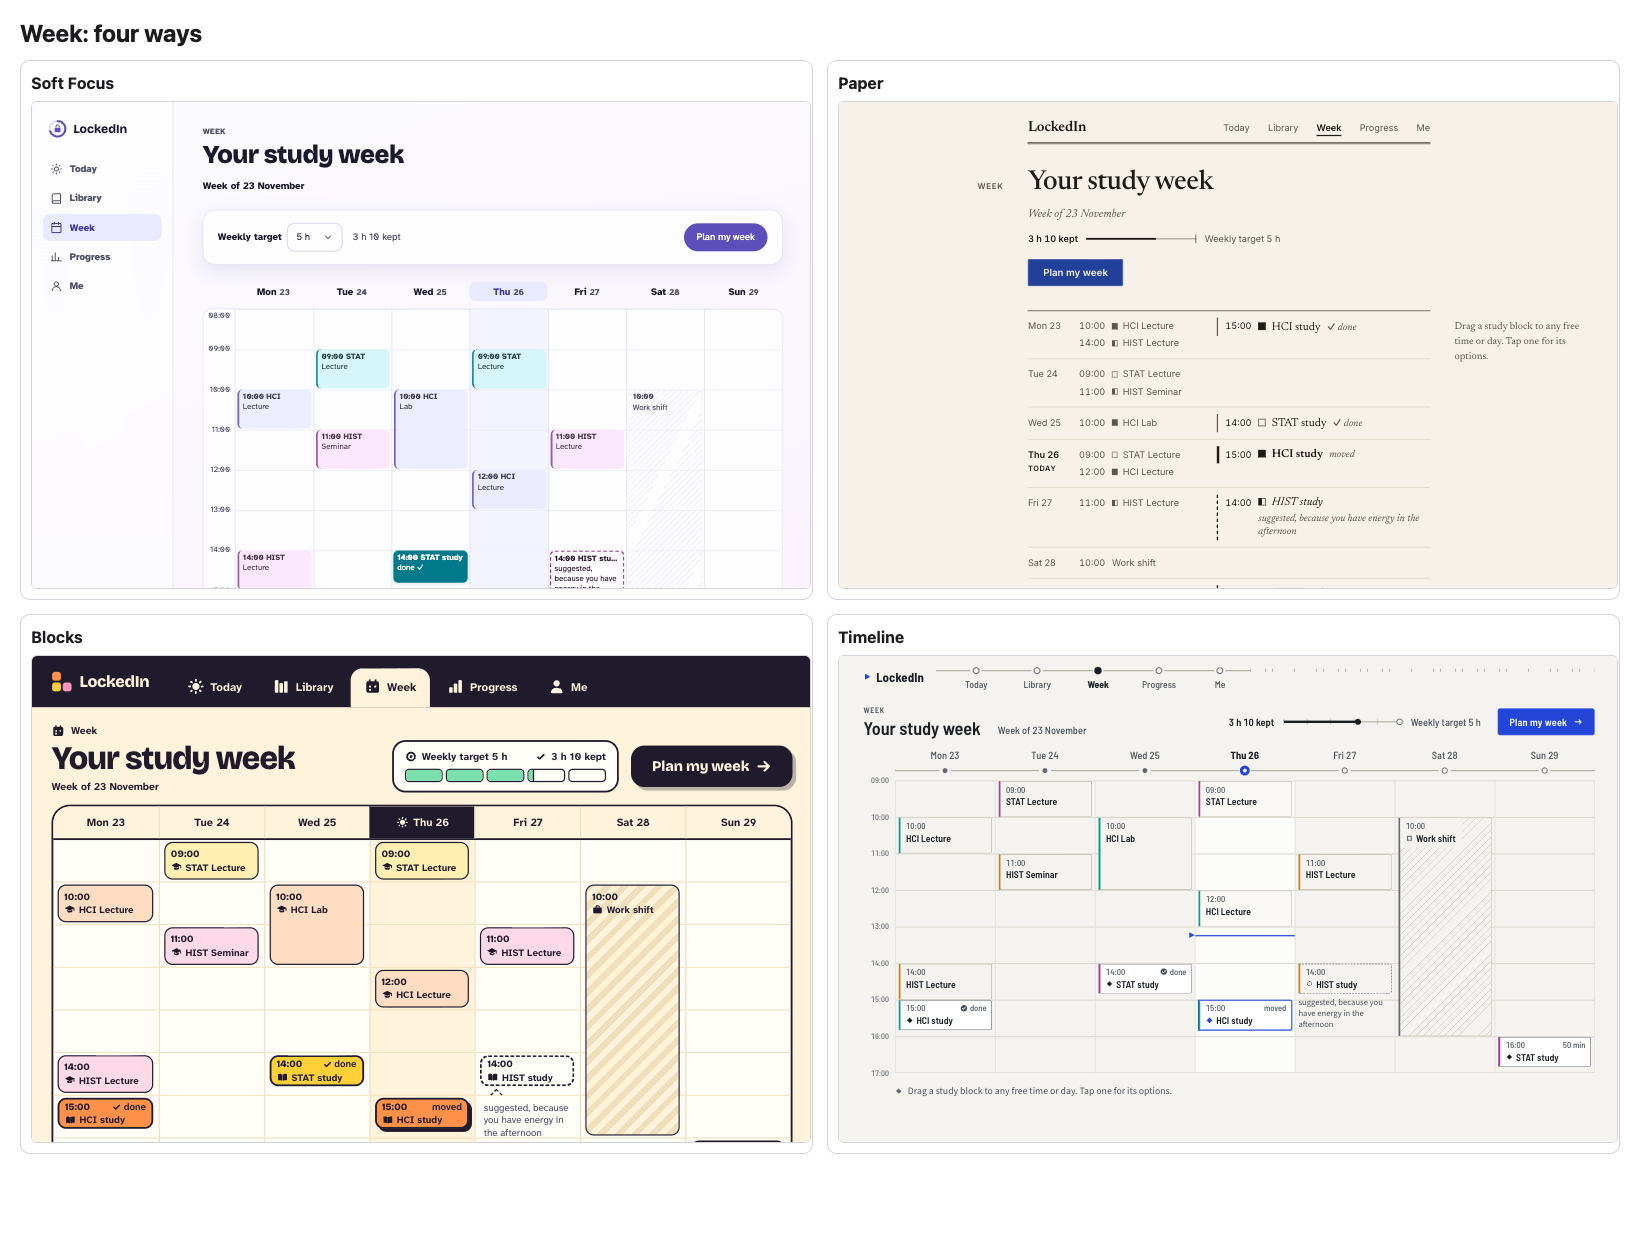 Week: four ways
Soft Focus
LockedIn
Today
Library
Week
Progress
Me
WEEK
Your study week
Week of 23 November
Weekly target 5 h 3 h 10 kept Plan my week
Mon 23 Tue 24 Wed 25 Thu 26 Fri 27 Sat 28 Sun 29
08:00
09:00
09:00 STAT
Lecture
09:00 STAT
Lecture
10:00
10:00 HCI
Lecture
10:00 HCI
Lab
10:00
Work shift
11:00
11:00 HIST
Seminar
11:00 HIST
Lecture
12:00
12:00 HCI
Lecture
13:00
14:00
14:00 HIST
Lecture
14:00 STAT study
done ✓
14:00 HIST stu...
suggested,
because you have
Paper
LockedIn
Today Library Week Progress Me
WEEK
Your study week
Week of 23 November
3 h 10 kept Weekly target 5 h
Plan my week
Mon 23 10:00 HCI Lecture 15:00 HCI study ✓ done
14:00 HIST Lecture
Tue 24 09:00 STAT Lecture
11:00 HIST Seminar
Wed 25 10:00 HCI Lab 14:00 STAT study ✓ done
Thu 26 09:00 STAT Lecture 15:00 HCI study moved
TODAY 12:00 HCI Lecture
Fri 27 11:00 HIST Lecture 14:00 HIST study
suggested, because you have energy in the
afternoon
Sat 28 10:00 Work shift
Drag a study block to any free
time or day. Tap one for its
options.
Blocks
LockedIn Today Library Week Progress Me
Week
Your study week
Week of 23 November
Weekly target 5 h ✓ 3 h 10 kept
Plan my week →
Mon 23 Tue 24 Wed 25 Thu 26 Fri 27 Sat 28 Sun 29
09:00
STAT Lecture
09:00
STAT Lecture
10:00
HCI Lecture
10:00
HCI Lab
10:00
Work shift
11:00
HIST Seminar
11:00
HIST Lecture
12:00
HCI Lecture
14:00
HIST Lecture
14:00 ✓ done
STAT study
14:00
HIST study
15:00 ✓ done
HCI study
15:00 moved
HCI study
suggested, because
you have energy in
the afternoon
Timeline
LockedIn
Today Library Week Progress Me
WEEK
Your study week Week of 23 November
3 h 10 kept Weekly target 5 h Plan my week →
Mon 23 Tue 24 Wed 25 Thu 26 Fri 27 Sat 28 Sun 29
09:00
09:00
STAT Lecture
09:00
STAT Lecture
10:00
10:00
HCI Lecture
10:00
HCI Lab
10:00
Work shift
11:00
11:00
HIST Seminar
11:00
HIST Lecture
12:00
12:00
HCI Lecture
13:00
14:00
14:00
HIST Lecture
14:00 done
STAT study
14:00
HIST study
suggested, because you
have energy in the
afternoon
15:00
15:00 done
HCI study
15:00 moved
HCI study
16:00
16:00 50 min
STAT study
17:00
Drag a study block to any free time or day. Tap one for its options.